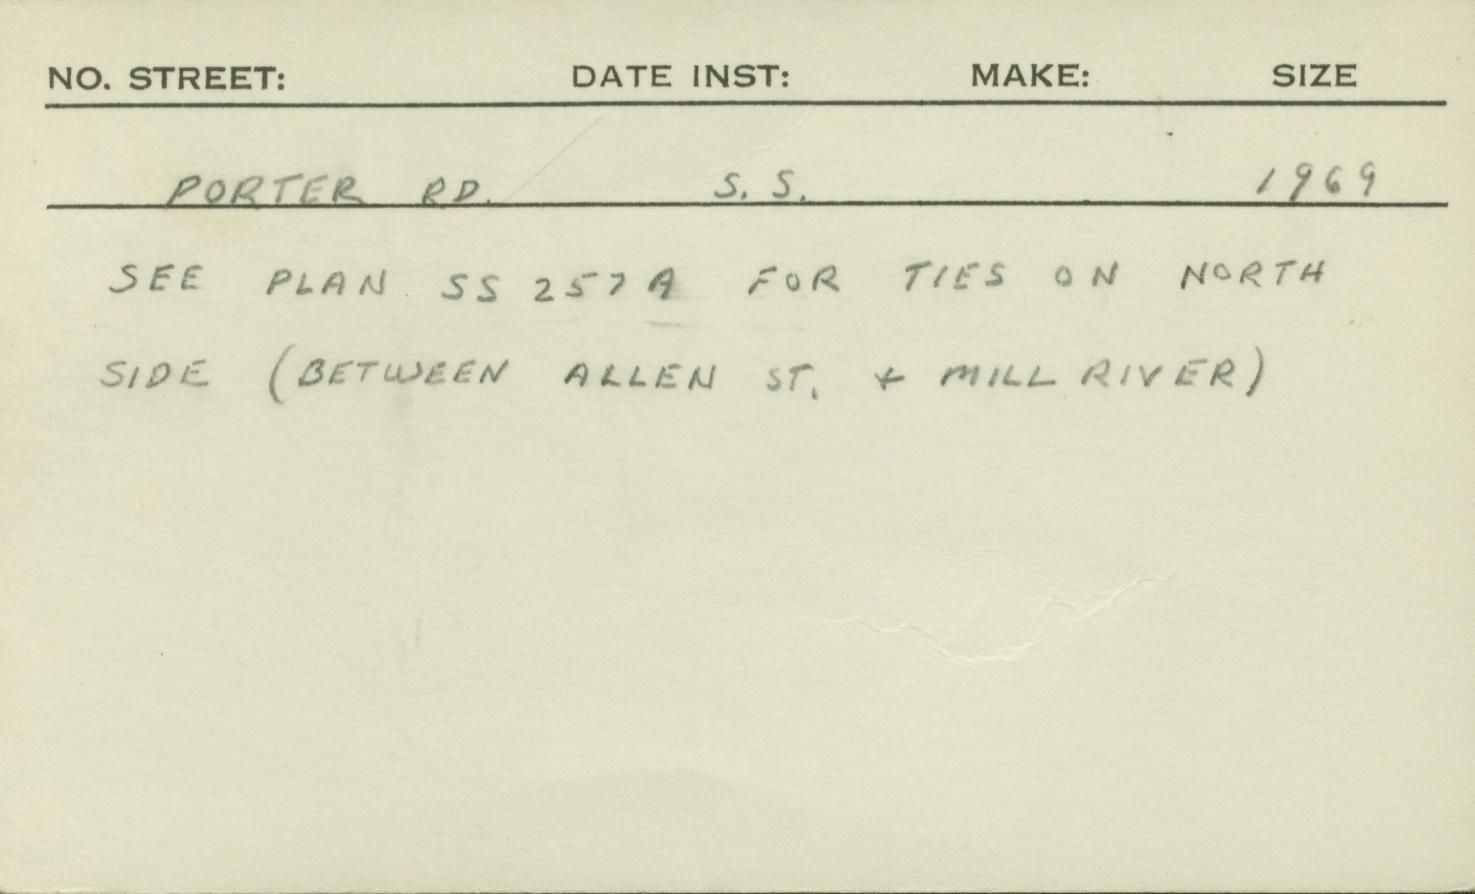 NO. STREET: DATE INST: MAKE: SIZE
PORTER RD. S. S. 1969
SEE PLAN SS 257A FOR TIES ON NORTH
SIDE (BETWEEN ALLEN ST. + MILL RIVER)